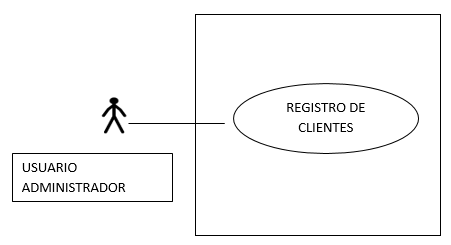 REGISTRO DE
CLIENTES
USUARIO
ADMINISTRADOR